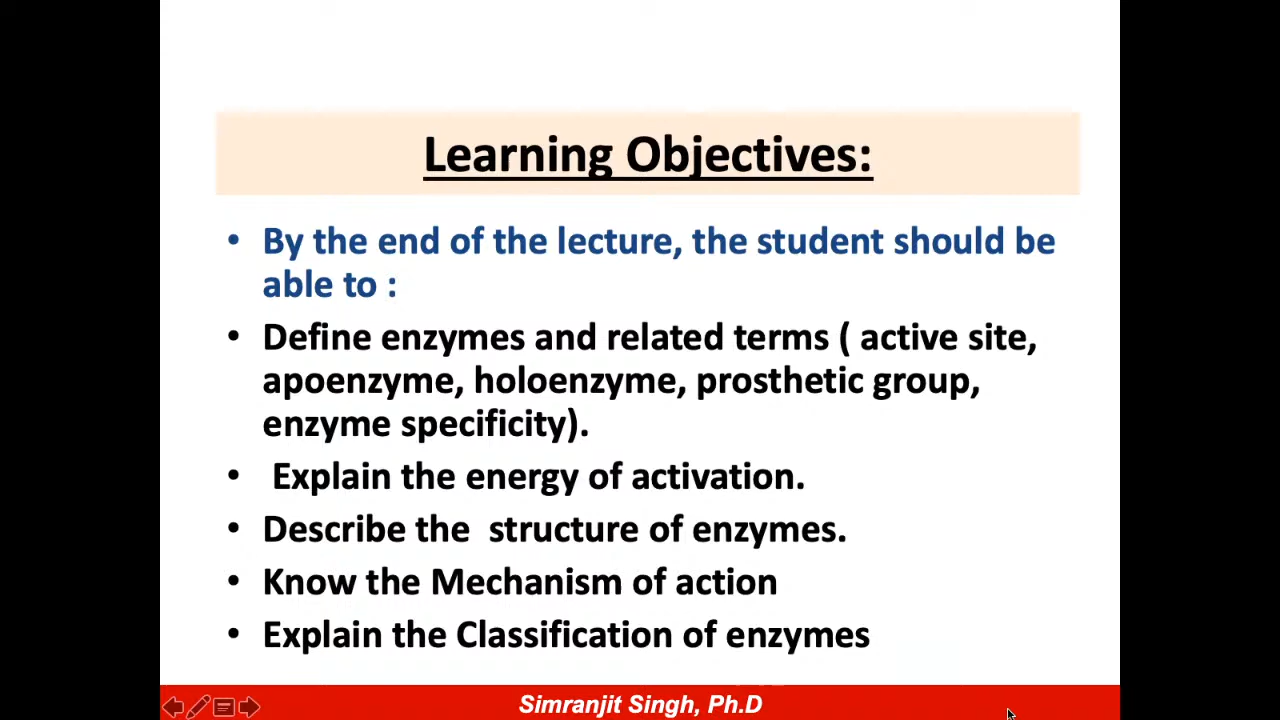 Learning Objectives:
• By the end of the lecture, the student should be
able to :
• Define enzymes and related terms ( active site,
apoenzyme, holoenzyme, prosthetic group,
enzyme specificity).
• Explain the energy of activation.
• Describe the  structure of enzymes.
• Know the Mechanism of action
• Explain the Classification of enzymes
Simranjit Singh, Ph.D